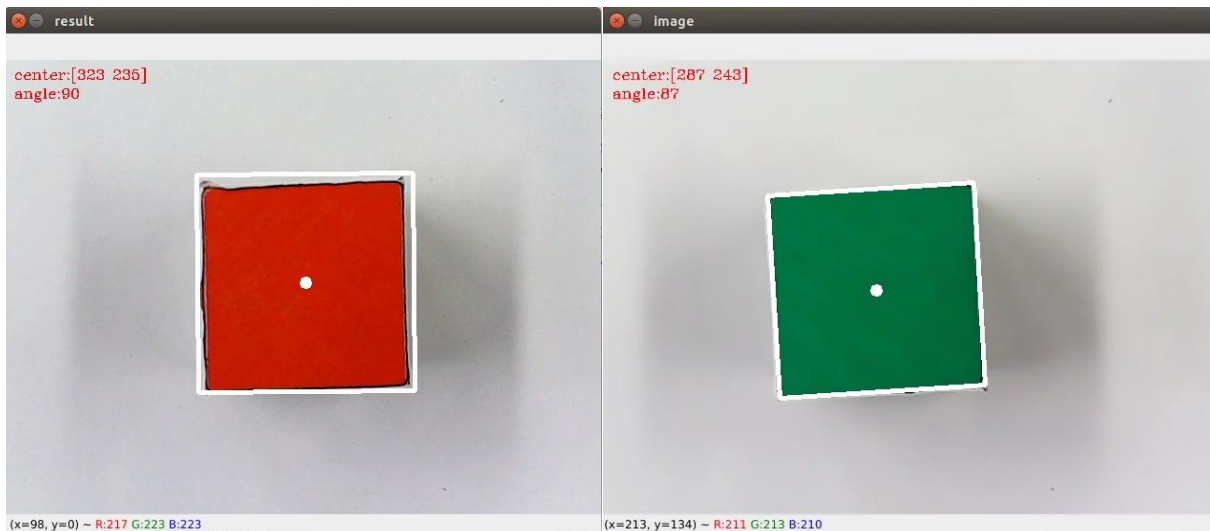 result
center:[323 235]
angle:90
(x=98, y=0) ~ R:217 G:223 B:223
image
center:[287 243]
angle:87
(x=213, y=134) ~ R:211 G:213 B:210